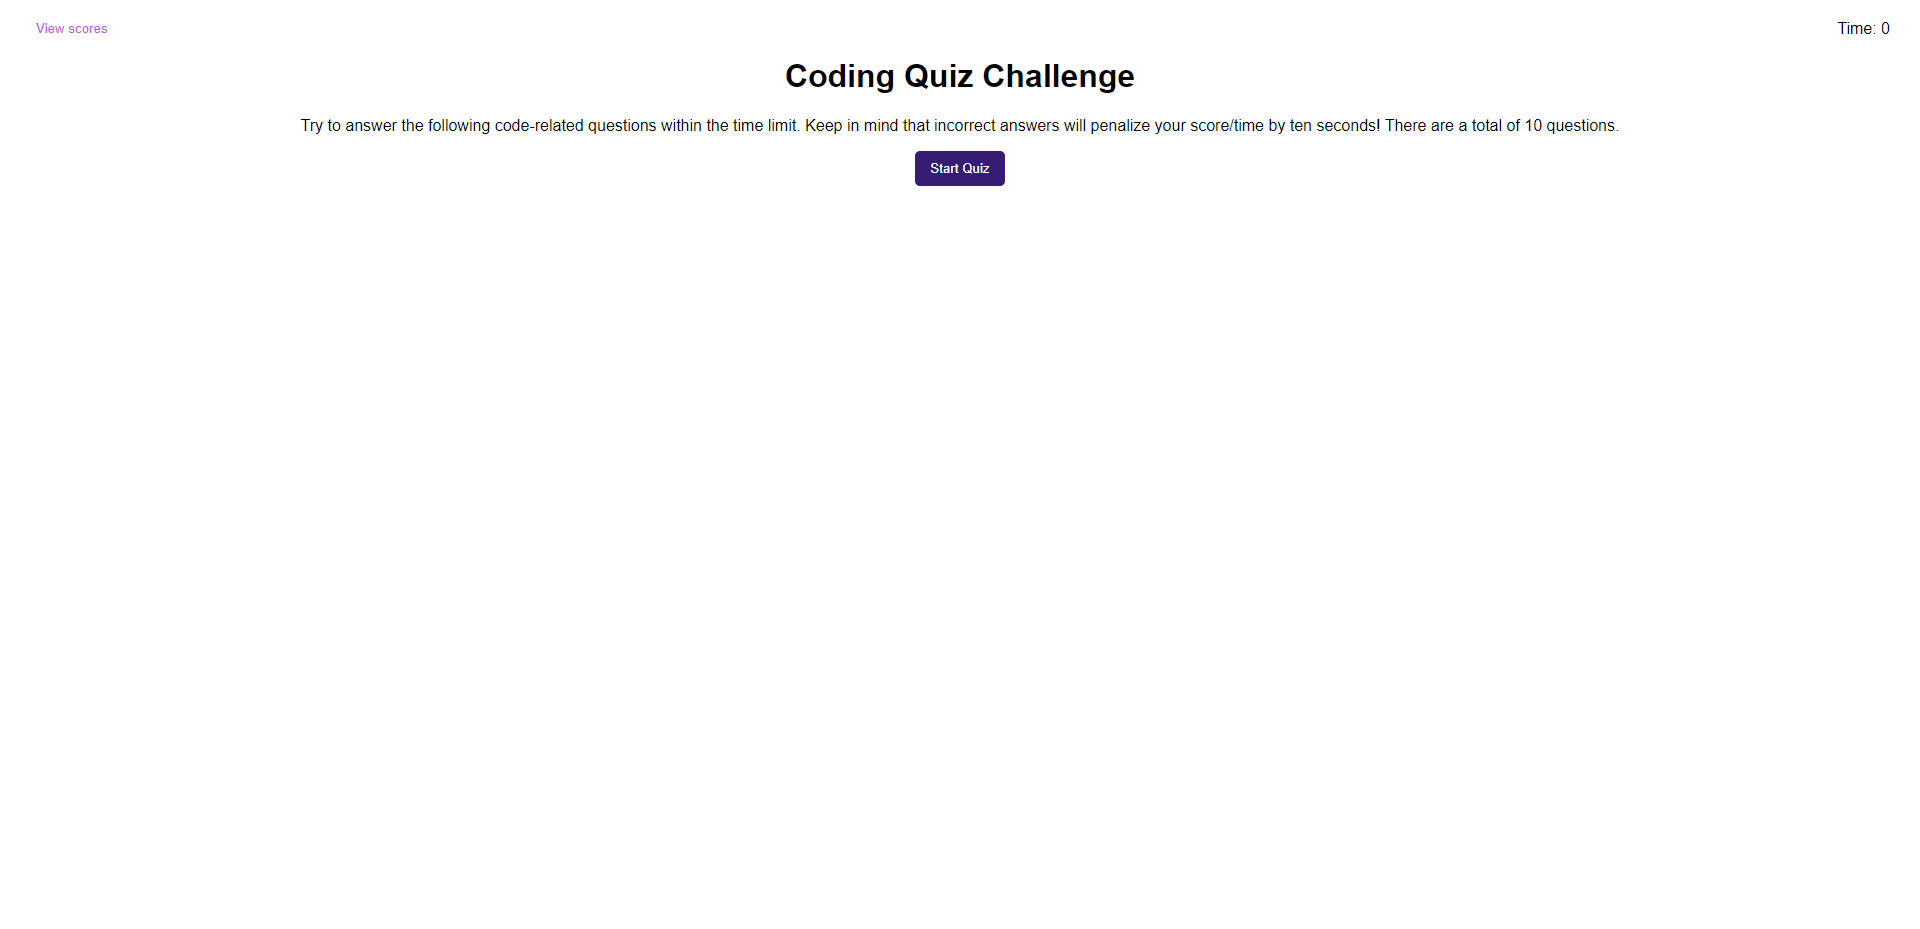 View scores
Time: 0
Coding Quiz Challenge
Try to answer the following code-related questions within the time limit. Keep in mind that incorrect answers will penalize your score/time by ten seconds! There are a total of 10 questions.
Start Quiz